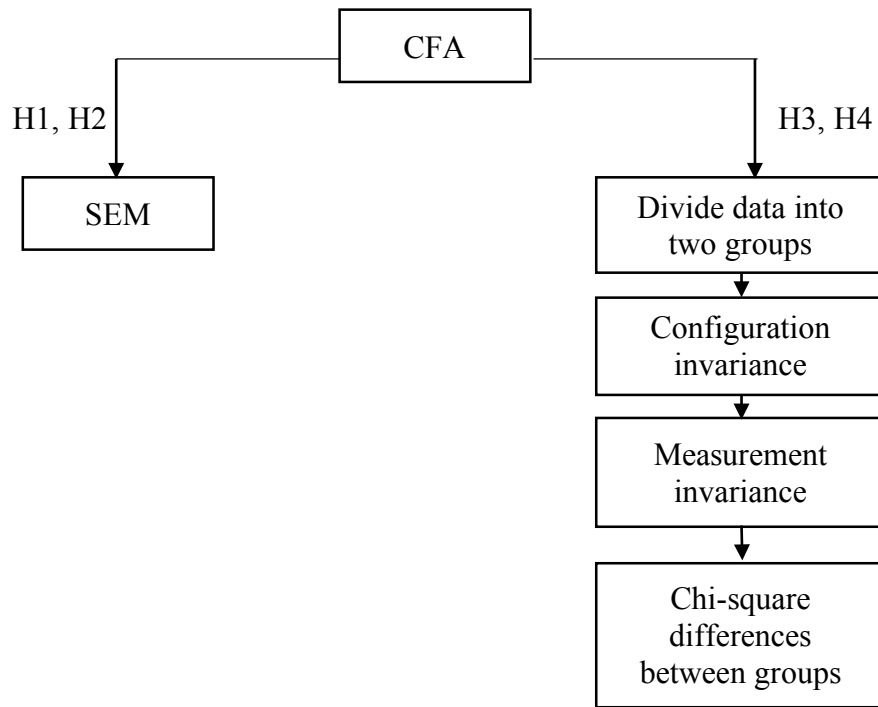 CFA
H1, H2
H3, H4
SEM
Divide data into
two groups
Configuration
invariance
Measurement
invariance
Chi-square
differences
between groups